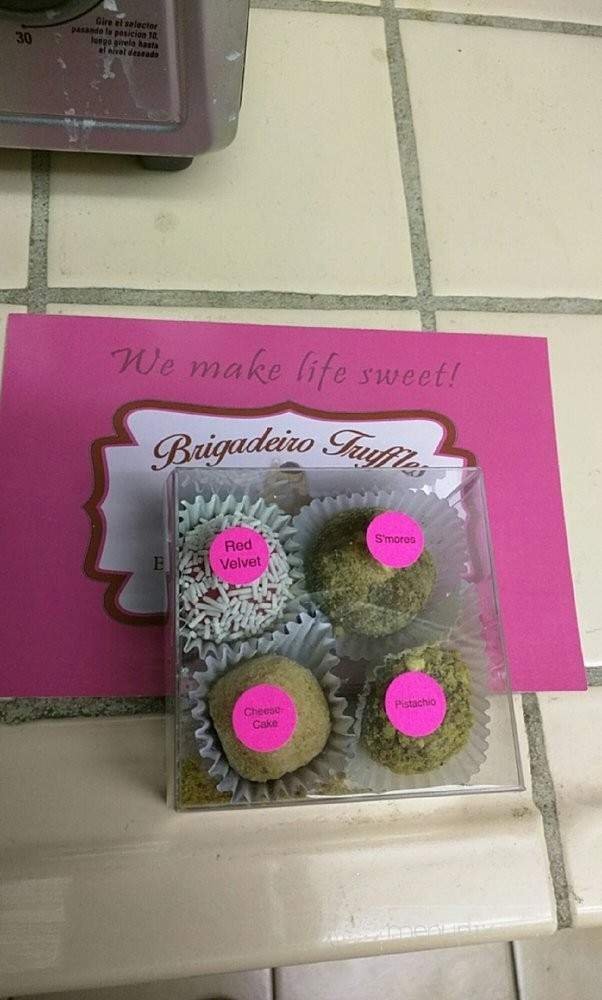 30
Gire el selector
pasando la posicion 10,
luego girelo hasta
el nivel deseado
We make life sweet!
Brigadeiro Truffles
Red
Velvet
S'mores
Cheese-
Cake
Pistachio